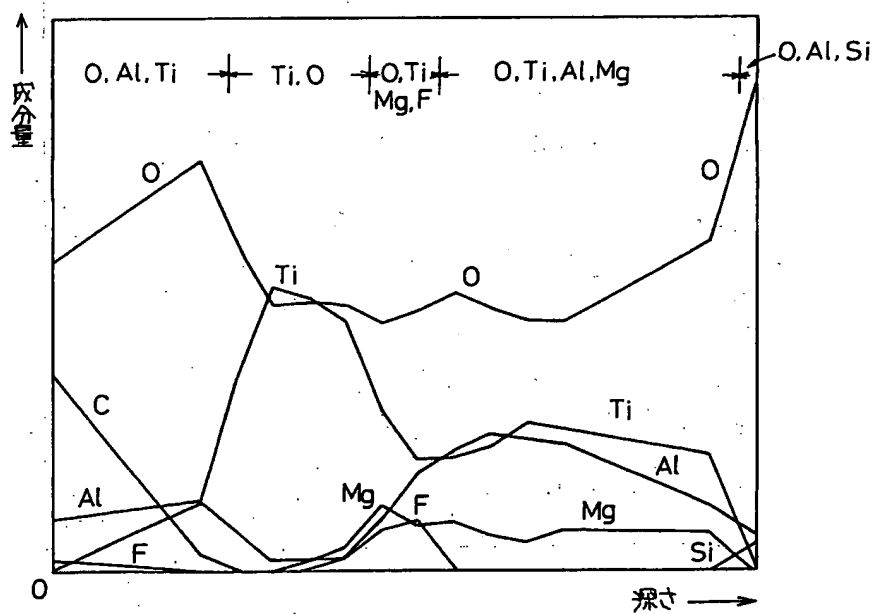 成分量
O, Al, Ti
Ti, O
O, Ti
Mg, F
O, Ti, Al, Mg
O, Al, Si
O
O
Ti
O
C
Ti
Al
Al
Mg
F
Mg
F
Si
O
深さ